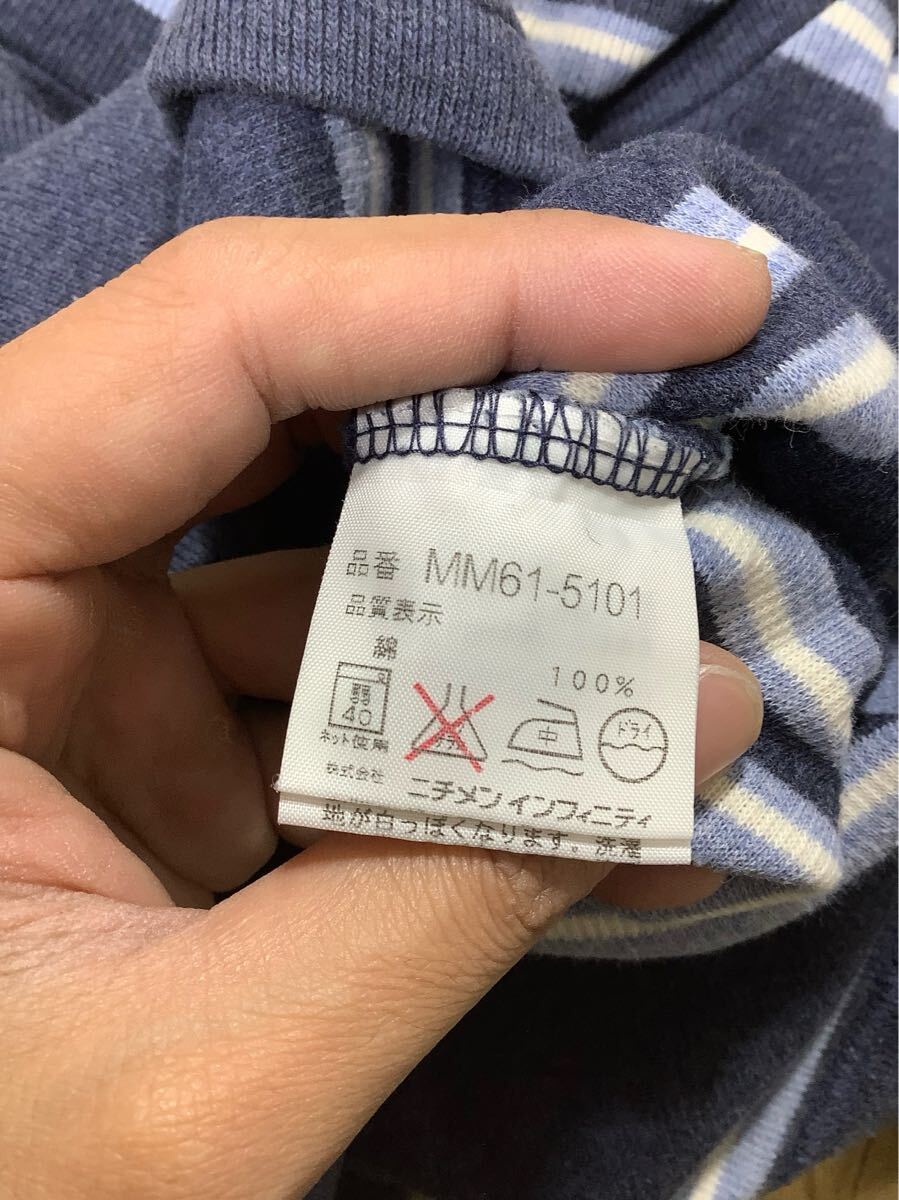 品番 MM61-5101
品質表示
綿
100%
弱
40
中
ドライ
ネット使用
株式会社 ニチメンインフィニティ
地が白っぽくなります。洗濯